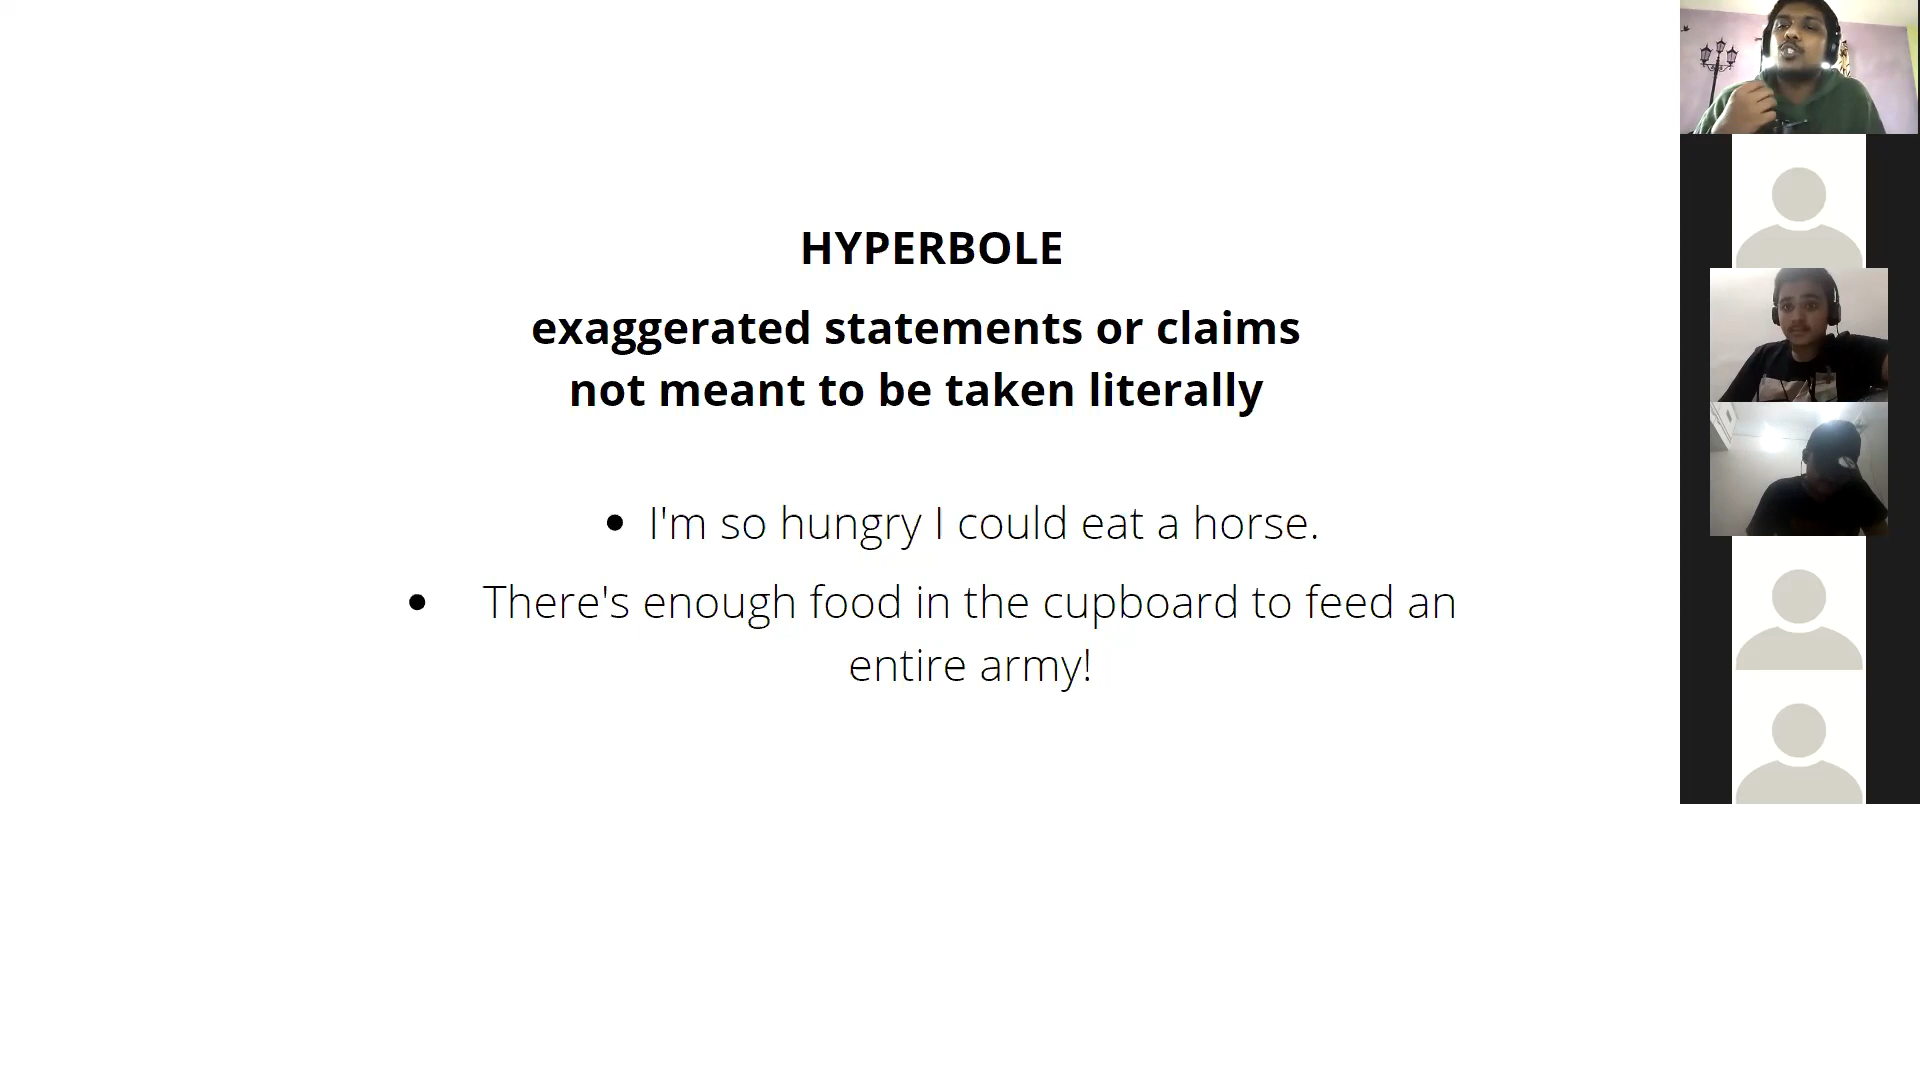 HYPERBOLE
exaggerated statements or claims
not meant to be taken literally
• I'm so hungry I could eat a horse.
• There's enough food in the cupboard to feed an
entire army!